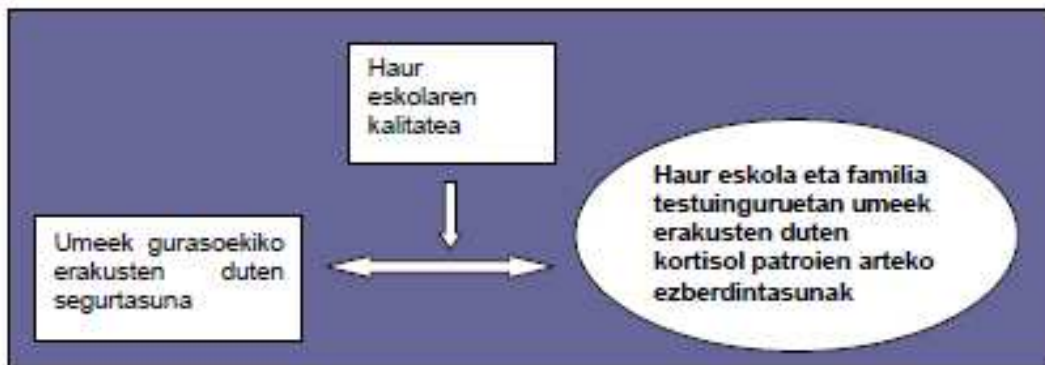 Haur
eskolaren
kalitatea
Umeek gurasoekiko
erakusten duten
segurtasuna
Haur eskola eta familia
testuinguruetan umeek
erakusten duten
kortisol patroien arteko
ezberdintasunak